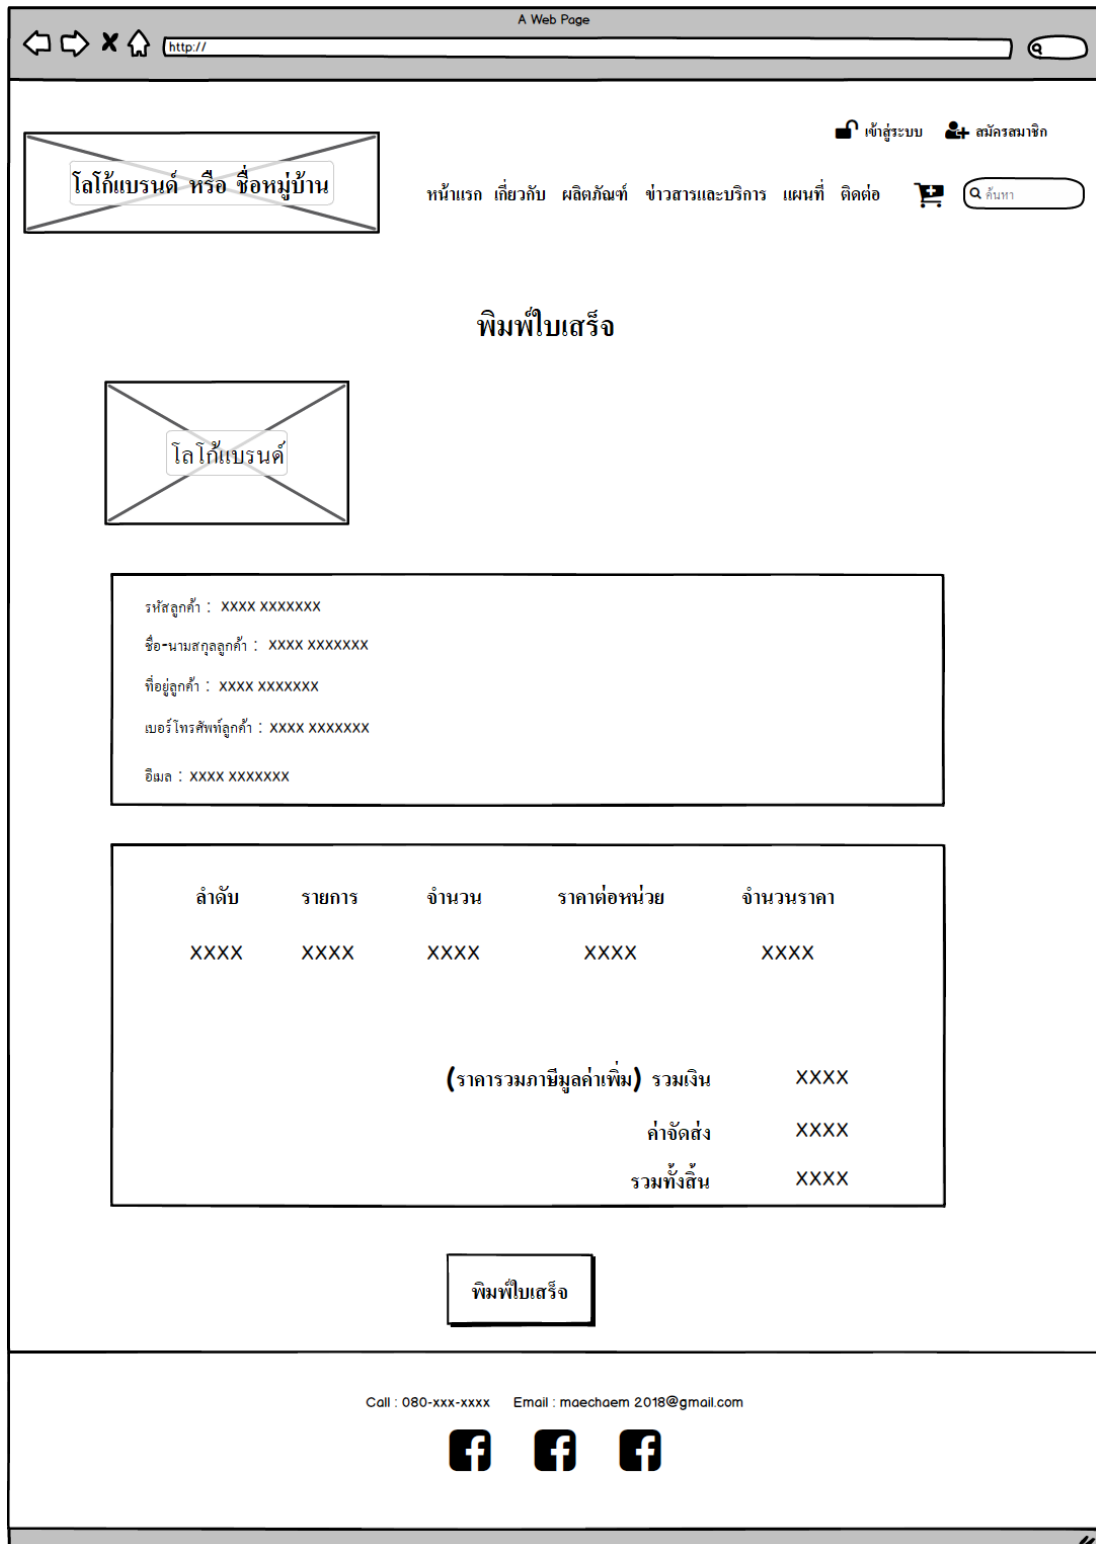 A Web Page
http://
เข้าสู่ระบบ สมัครสมาชิก
โลโก้แบรนด์ หรือ ชื่อหมู่บ้าน
หน้าแรก เกี่ยวกับ ผลิตภัณฑ์ ข่าวสารและบริการ แผนที่ ติดต่อ ค้นหา
พิมพ์ใบเสร็จ
โลโก้แบรนด์
รหัสลูกค้า : XXXX XXXXXXX
ชื่อ-นามสกุลลูกค้า : XXXX XXXXXXX
ที่อยู่ลูกค้า : XXXX XXXXXXX
เบอร์โทรศัพท์ลูกค้า : XXXX XXXXXXX
อีเมล : XXXX XXXXXXX
ลำดับ รายการ จำนวน ราคาต่อหน่วย จำนวนราคา
XXXX XXXX XXXX XXXX XXXX
(ราคารวมภาษีมูลค่าเพิ่ม) รวมเงิน XXXX
ค่าจัดส่ง XXXX
รวมทั้งสิ้น XXXX
พิมพ์ใบเสร็จ
Call : 080-xxx-xxxx Email : maechaem 2018@gmail.com